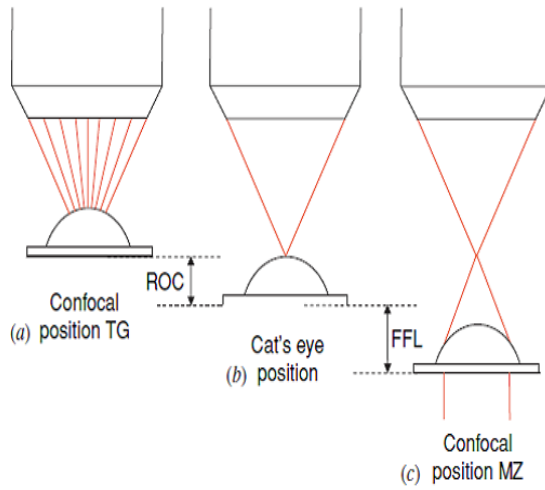 ROC
Confocal
(a) position TG
Cat's eye
(b) position
FFL
Confocal
position MZ
(c)